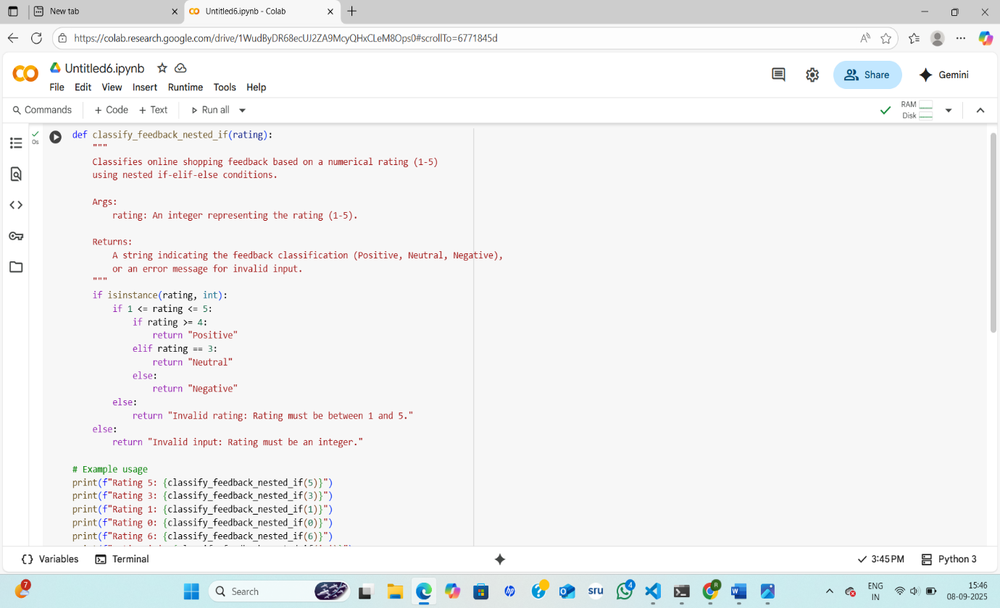 New tab
Untitled6.ipynb - Colab
https://colab.research.google.com/drive/1WudByDR68ecUJ2ZA9McyQHxCLeM8Ops0#scrollTo=6771845d
Untitled6.ipynb
File Edit View Insert Runtime Tools Help
Share
Gemini
Commands + Code + Text Run all
RAM
Disk
0s
def classify_feedback_nested_if(rating):
    """
    Classifies online shopping feedback based on a numerical rating (1-5)
    using nested if-elif-else conditions.
    Args:
        rating: An integer representing the rating (1-5).
    Returns:
        A string indicating the feedback classification (Positive, Neutral, Negative),
        or an error message for invalid input.
    """
    if isinstance(rating, int):
        if 1 <= rating <= 5:
            if rating >= 4:
                return "Positive"
            elif rating == 3:
                return "Neutral"
            else:
                return "Negative"
        else:
            return "Invalid rating: Rating must be between 1 and 5."
    else:
        return "Invalid input: Rating must be an integer."
# Example usage
print(f"Rating 5: {classify_feedback_nested_if(5)}")
print(f"Rating 3: {classify_feedback_nested_if(3)}")
print(f"Rating 1: {classify_feedback_nested_if(1)}")
print(f"Rating 0: {classify_feedback_nested_if(0)}")
print(f"Rating 6: {classify_feedback_nested_if(6)}")
Variables
Terminal
3:45 PM
Python 3
7
Search
hp
sru
4
R
ENG
IN
15:46
08-09-2025